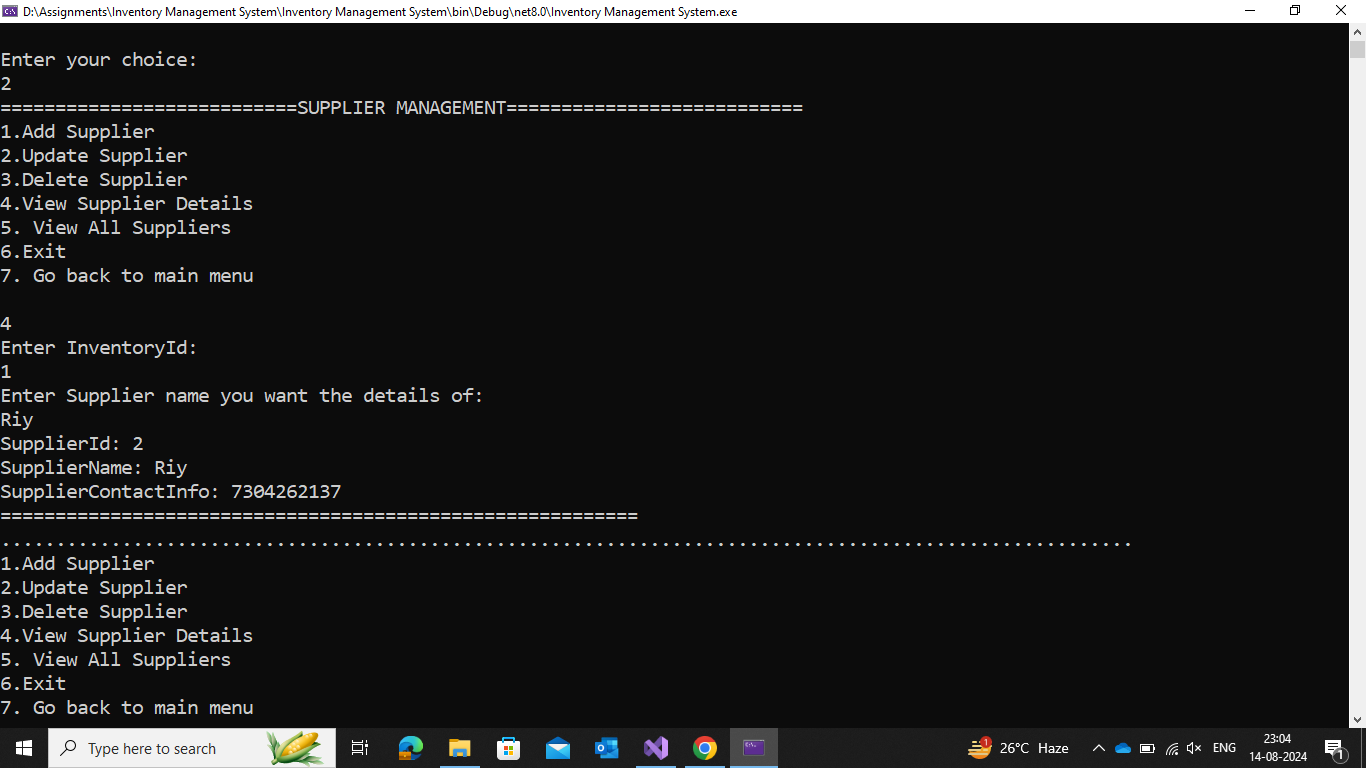 D:\Assignments\Inventory Management System\Inventory Management System\bin\Debug\net8.0\Inventory Management System.exe
Enter your choice:
2
===========================SUPPLIER MANAGEMENT===========================
1.Add Supplier
2.Update Supplier
3.Delete Supplier
4.View Supplier Details
5. View All Suppliers
6.Exit
7. Go back to main menu
4
Enter InventoryId:
1
Enter Supplier name you want the details of:
Riy
SupplierId: 2
SupplierName: Riy
SupplierContactInfo: 7304262137
==========================================================
.......................................................................................................
1.Add Supplier
2.Update Supplier
3.Delete Supplier
4.View Supplier Details
5. View All Suppliers
6.Exit
7. Go back to main menu
Type here to search
1
26°C Haze
ENG
23:04
14-08-2024
1